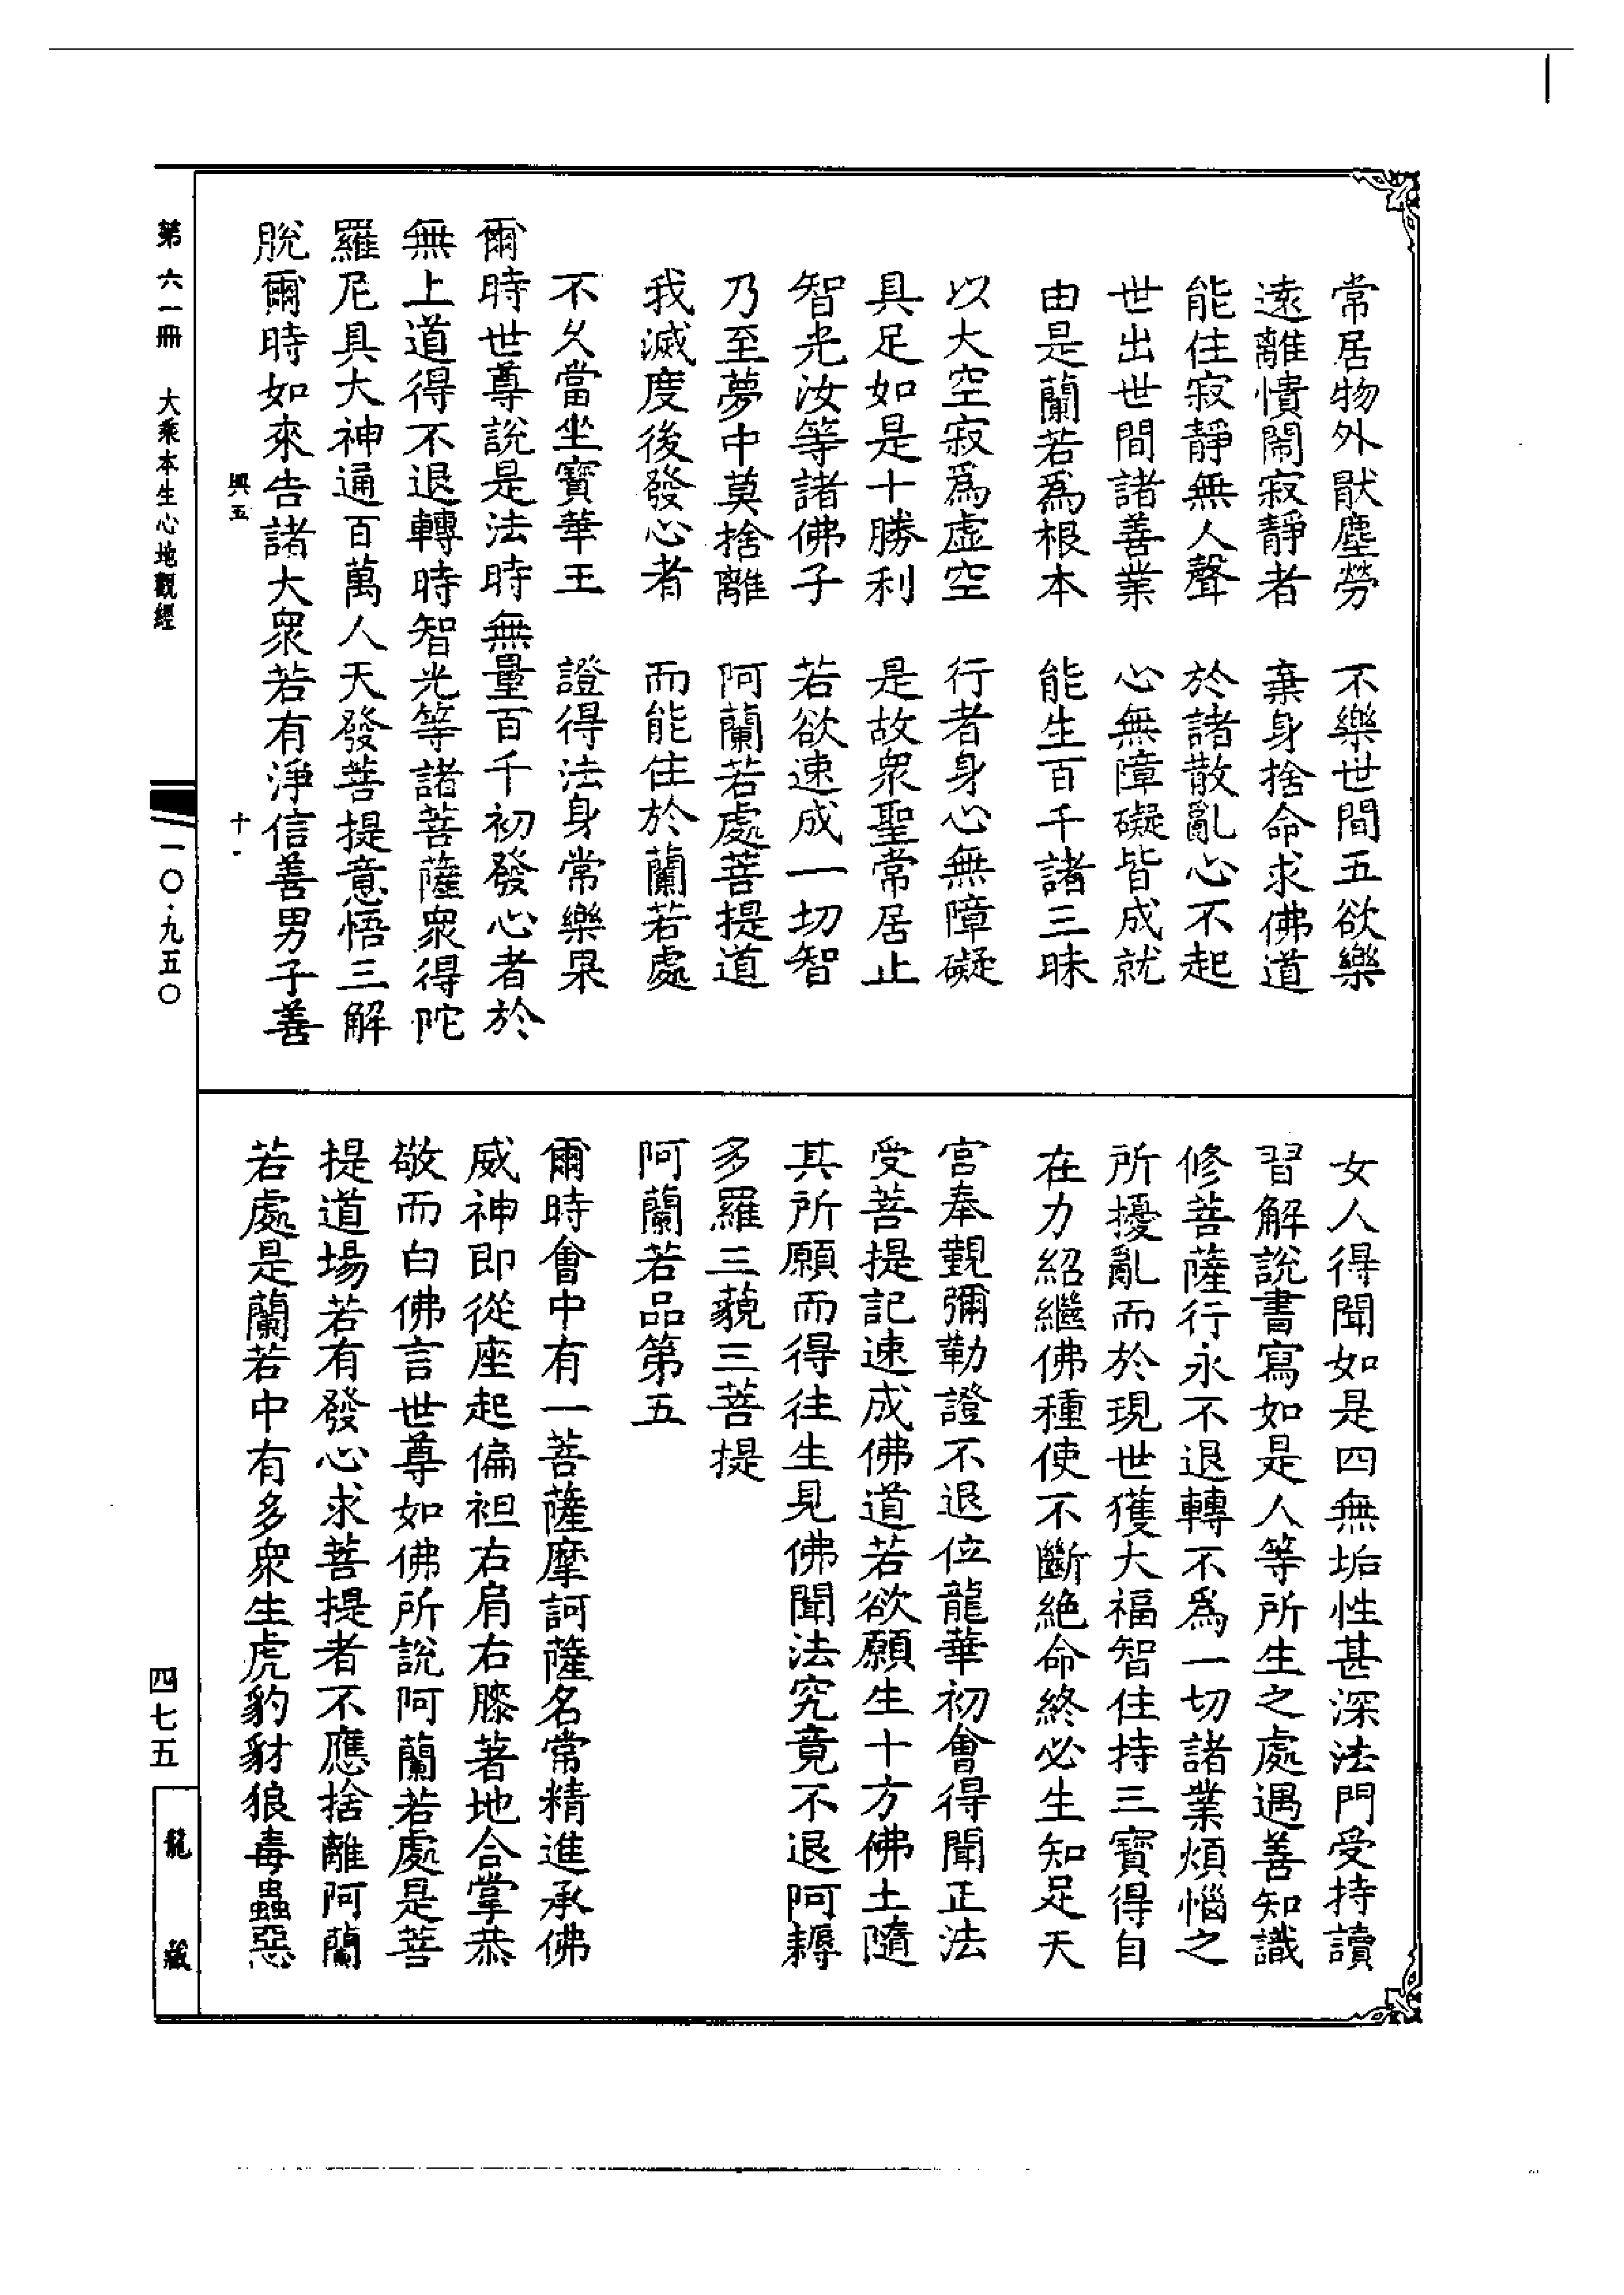 常居物外猒塵勞　不樂世間五欲樂
遠離憒鬧寂靜者　棄身捨命求佛道
能住寂靜無人聲　於諸散亂心不起
世出世間諸善業　心無障礙皆成就
由是蘭若為根本　能生百千諸三昧
以大空寂為虛空　行者身心無障礙
具足如是十勝利　是故衆聖常居止
智光汝等諸佛子　若欲速成一切智
乃至夢中莫捨離　阿蘭若處菩提道
我滅度後發心者　而能住於蘭若處
不久當坐寶華王　證得法身常樂果
爾時世尊說是法時無量百千初發心者於
無上道得不退轉時智光等諸菩薩衆得陀
羅尼具大神通百萬人天發菩提意悟三解
脫爾時如來告諸大衆若有淨信善男子善
女人得聞如是四無垢性甚深法門受持讀
習解說書寫如是人等所生之處遇善知識
修菩薩行永不退轉不為一切諸業煩惱之
所擾亂而於現世獲大福智住持三寶得自
在力紹繼佛種使不斷絕命終必生知足天
宮奉覲彌勒證不退位龍華初會得聞正法
受菩提記速成佛道若欲願生十方佛土隨
其所願而得往生見佛聞法究竟不退阿耨
多羅三藐三菩提
阿蘭若品第五
爾時會中有一菩薩摩訶薩名常精進承佛
威神即從座起偏袒右肩右膝著地合掌恭
敬而白佛言世尊如佛所說阿蘭若處是菩
提道場若有發心求菩提者不應捨離阿蘭
若處是蘭若中有多衆生虎豹豺狼毒蟲惡
興五　十一
第六一冊　大乘本生心地觀經　一〇·九五〇　四七五　龍藏